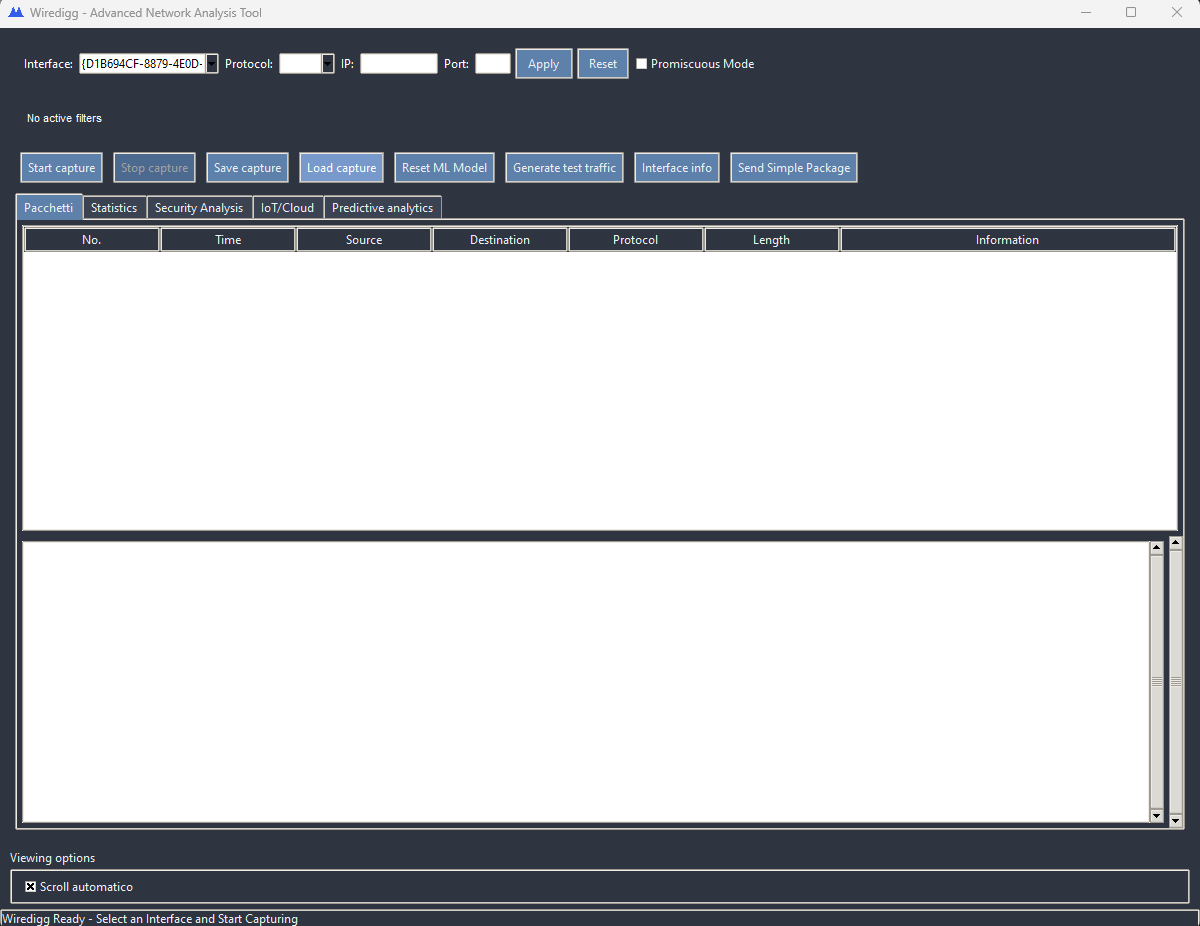 Wiredigg - Advanced Network Analysis Tool
Interface: {D1B694CF-8879-4E0D- Protocol: IP: Port: Apply Reset Promiscuous Mode
No active filters
Start capture Stop capture Save capture Load capture Reset ML Model Generate test traffic Interface info Send Simple Package
Pacchetti Statistics Security Analysis IoT/Cloud Predictive analytics
No. Time Source Destination Protocol Length Information
Viewing options
Scroll automatico
Wiredigg Ready - Select an Interface and Start Capturing